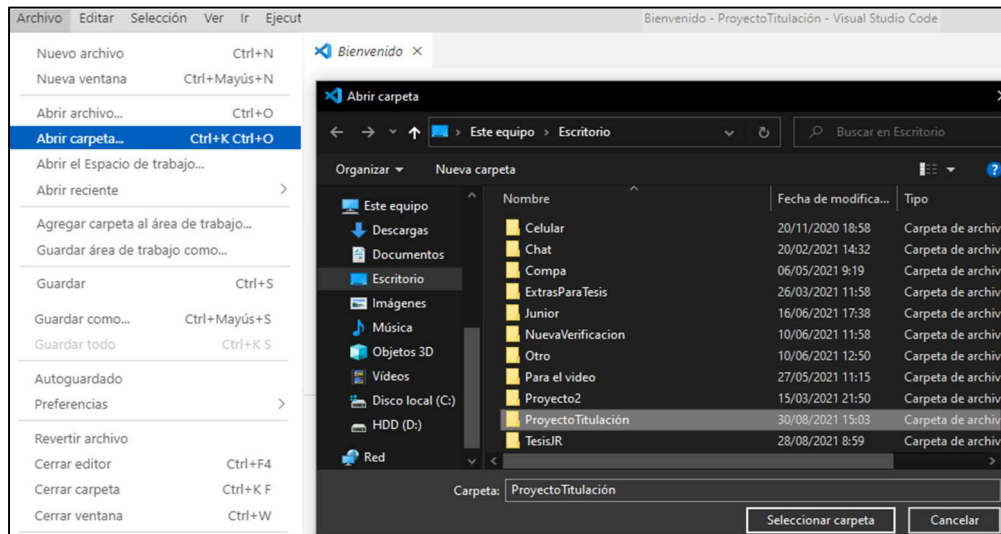 Archivo Editar Selección Ver Ir Ejecut
Bienvenido - ProyectoTitulación - Visual Studio Code
Nuevo archivo Ctrl+N
Nueva ventana Ctrl+Mayús+N
Abrir archivo... Ctrl+O
Abrir carpeta... Ctrl+K Ctrl+O
Abrir el Espacio de trabajo...
Abrir reciente
Agregar carpeta al área de trabajo...
Guardar área de trabajo como...
Guardar Ctrl+S
Guardar como... Ctrl+Mayús+S
Guardar todo Ctrl+K S
Autoguardado
Preferencias
Revertir archivo
Cerrar editor Ctrl+F4
Cerrar carpeta Ctrl+K F
Cerrar ventana Ctrl+W
Bienvenido
Abrir carpeta
Este equipo > Escritorio
Buscar en Escritorio
Organizar Nueva carpeta
Este equipo
Descargas
Documentos
Escritorio
Imágenes
Música
Objetos 3D
Vídeos
Disco local (C:)
HDD (D:)
Red
Nombre Fecha de modifica... Tipo
Celular 20/11/2020 18:58 Carpeta de archiv
Chat 20/02/2021 14:32 Carpeta de archiv
Compa 06/05/2021 9:19 Carpeta de archiv
ExtrasParaTesis 26/03/2021 11:58 Carpeta de archiv
Junior 16/06/2021 17:38 Carpeta de archiv
NuevaVerificacion 10/06/2021 11:58 Carpeta de archiv
Otro 10/06/2021 12:50 Carpeta de archiv
Para el video 27/05/2021 11:15 Carpeta de archiv
Proyecto2 15/03/2021 21:50 Carpeta de archiv
ProyectoTitulación 30/08/2021 15:03 Carpeta de archiv
TesisJR 28/08/2021 8:59 Carpeta de archiv
Carpeta: ProyectoTitulación
Seleccionar carpeta Cancelar